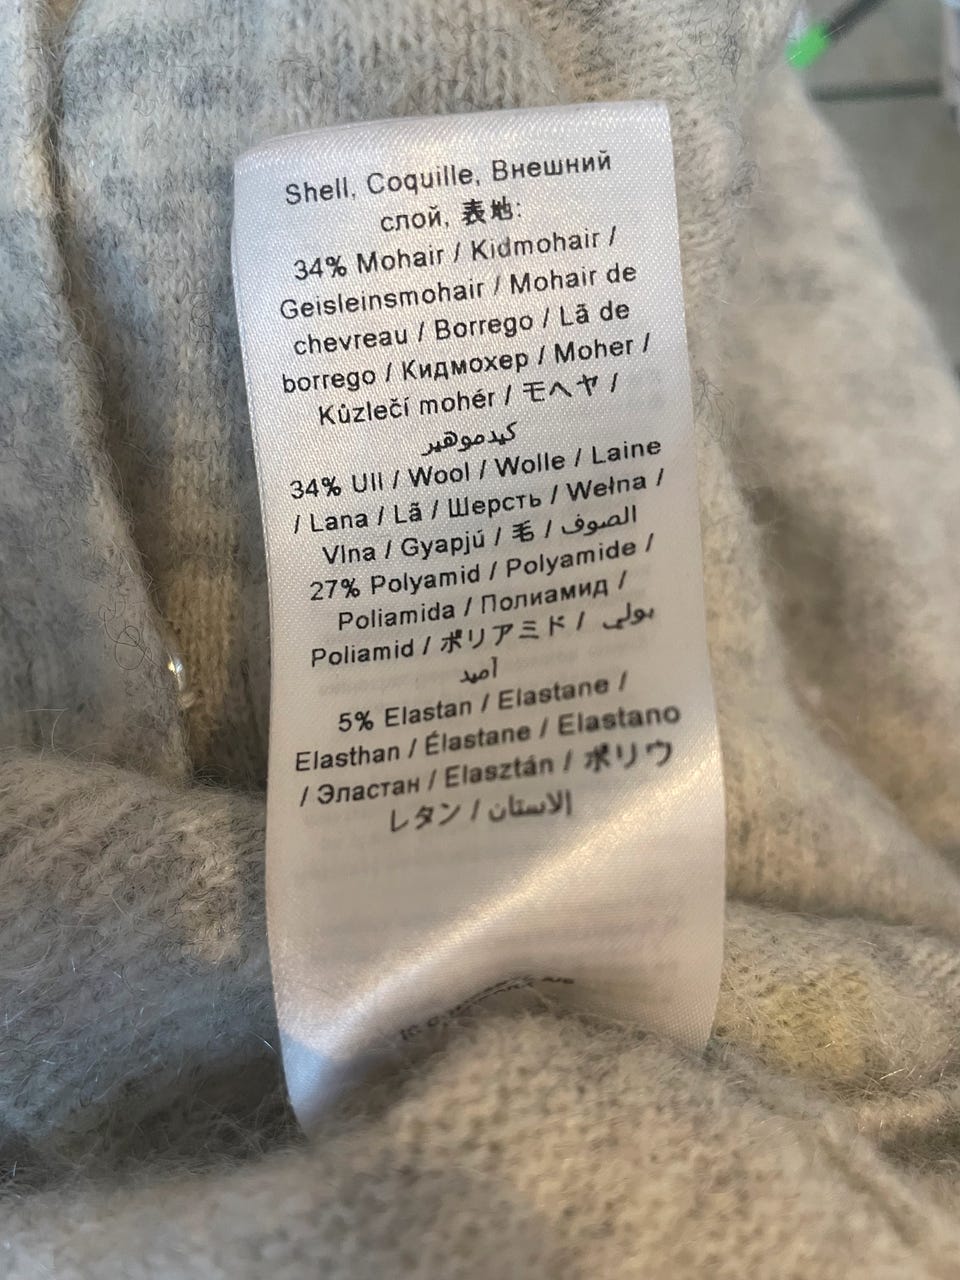 Shell, Coquille, Внешний
слой, 表地:
34% Mohair / Kidmohair /
Geisleinsmohair / Mohair de
chevreau / Borrego / Lã de
borrego / Кидмохер / Moher /
Kůzlečí mohér / モヘヤ /
كيدموهير
34% Ull / Wool / Wolle / Laine
/ Lana / Lã / Шерсть / Wełna /
Vlna / Gyapjú / 毛 / الصوف
27% Polyamid / Polyamide /
Poliamida / Полиамид /
Poliamid / ポリアミド / بولي
أميد
5% Elastan / Elastane /
Elasthan / Élastane / Elastano
/ Эластан / Elasztán / ポリウ
レタン / الاستان